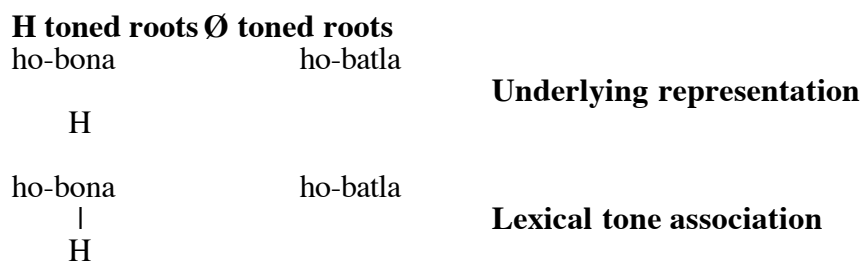 H toned roots Ø toned roots
ho-bona ho-batla
Underlying representation
H
ho-bona ho-batla
| Lexical tone association
H